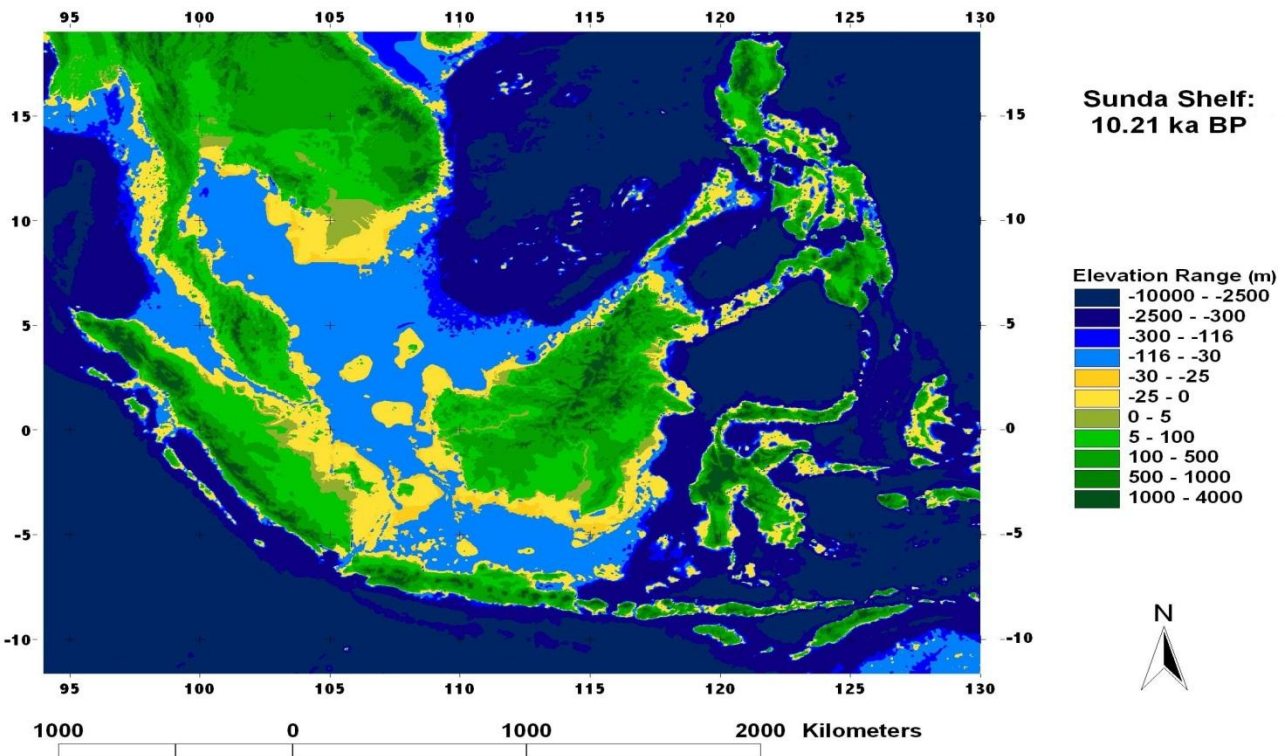 95 100 105 110 115 120 125 130
Sunda Shelf:
10.21 ka BP
15 15
10 10
5 5
0 0
-5 -5
-10 -10
Elevation Range (m)
-10000 - -2500
-2500 - -300
-300 - -116
-116 - -30
-30 - -25
-25 - 0
0 - 5
5 - 100
100 - 500
500 - 1000
1000 - 4000
N
95 100 105 110 115 120 125 130
1000 0 1000 2000 Kilometers